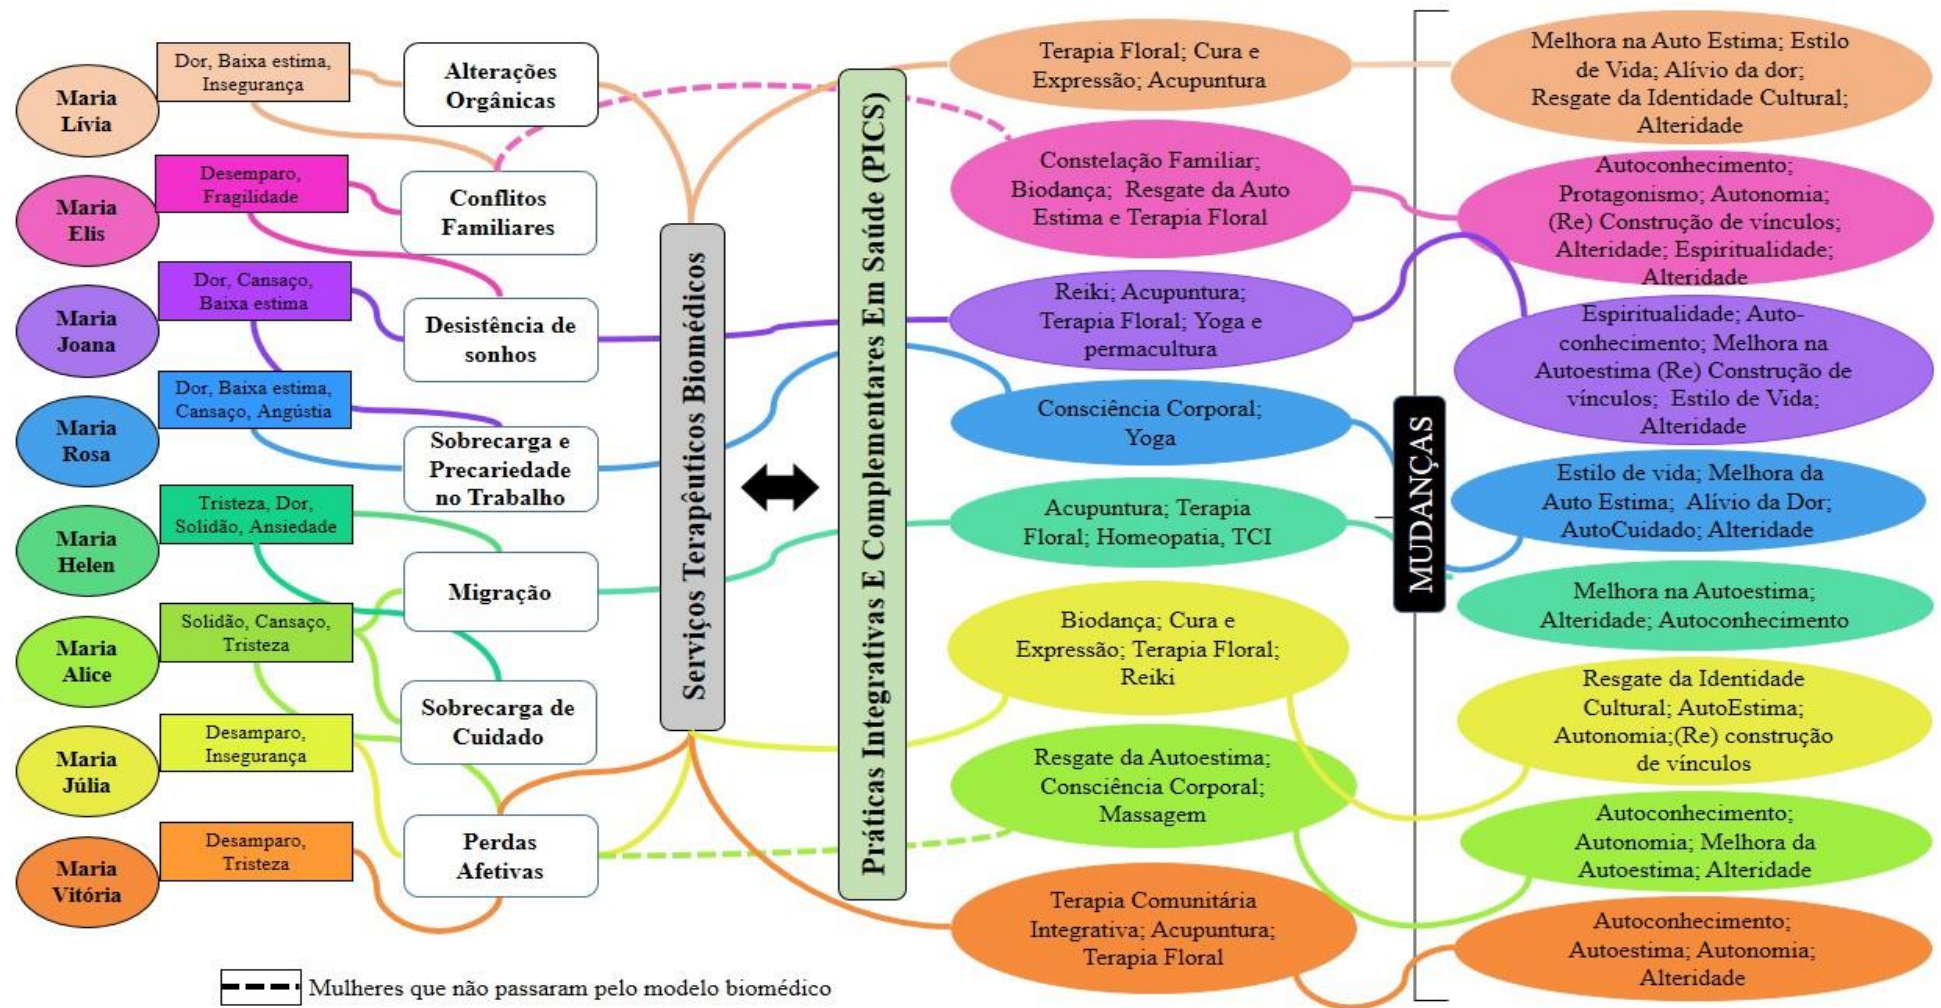 Maria
Lívia
Maria
Elis
Maria
Joana
Maria
Rosa
Maria
Helen
Maria
Alice
Maria
Júlia
Maria
Vitória
Dor, Baixa estima,
Insegurança
Desemparo,
Fragilidade
Dor, Cansaço,
Baixa estima
Dor, Baixa estima,
Cansaço, Angústia
Tristeza, Dor,
Solidão, Ansiedade
Solidão, Cansaço,
Tristeza
Desamparo,
Insegurança
Desamparo,
Tristeza
Alterações
Orgânicas
Conflitos
Familiares
Desistência de
sonhos
Sobrecarga e
Precariedade
no Trabalho
Migração
Sobrecarga de
Cuidado
Perdas
Afetivas
Serviços Terapêuticos Biomédicos
Práticas Integrativas E Complementares Em Saúde (PICS)
Terapia Floral; Cura e
Expressão; Acupuntura
Constelação Familiar;
Biodança; Resgate da Auto
Estima e Terapia Floral
Reiki; Acupuntura;
Terapia Floral; Yoga e
permacultura
Consciência Corporal;
Yoga
Acupuntura; Terapia
Floral; Homeopatia, TCI
Biodança; Cura e
Expressão; Terapia Floral;
Reiki
Resgate da Autoestima;
Consciência Corporal;
Massagem
Terapia Comunitária
Integrativa; Acupuntura;
Terapia Floral
MUDANÇAS
Melhora na Auto Estima; Estilo
de Vida; Alívio da dor;
Resgate da Identidade Cultural;
Alteridade
Autoconhecimento;
Protagonismo; Autonomia;
(Re) Construção de vínculos;
Alteridade; Espiritualidade;
Alteridade
Espiritualidade; Auto-
conhecimento; Melhora na
Autoestima (Re) Construção de
vínculos; Estilo de Vida;
Alteridade
Estilo de vida; Melhora da
Auto Estima; Alívio da Dor;
AutoCuidado; Alteridade
Melhora na Autoestima;
Alteridade; Autoconhecimento
Resgate da Identidade
Cultural; AutoEstima;
Autonomia;(Re) construção
de vínculos
Autoconhecimento;
Autonomia; Melhora da
Autoestima; Alteridade
Autoconhecimento;
Autoestima; Autonomia;
Alteridade
Mulheres que não passaram pelo modelo biomédico